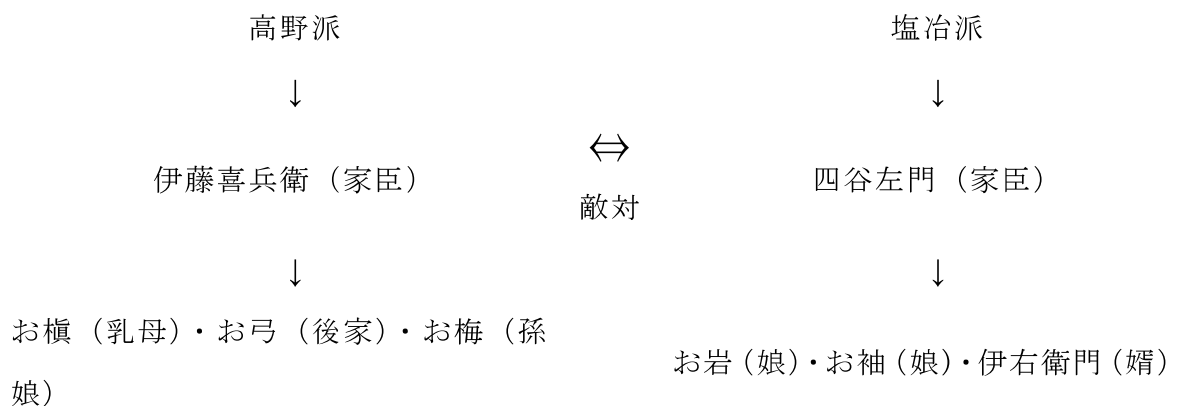 高野派
塩冶派
↓
↓
⇔
伊藤喜兵衛（家臣）
四谷左門（家臣）
敵対
↓
↓
お槇（乳母）・お弓（後家）・お梅（孫
娘）
お岩（娘）・お袖（娘）・伊右衛門（婿）